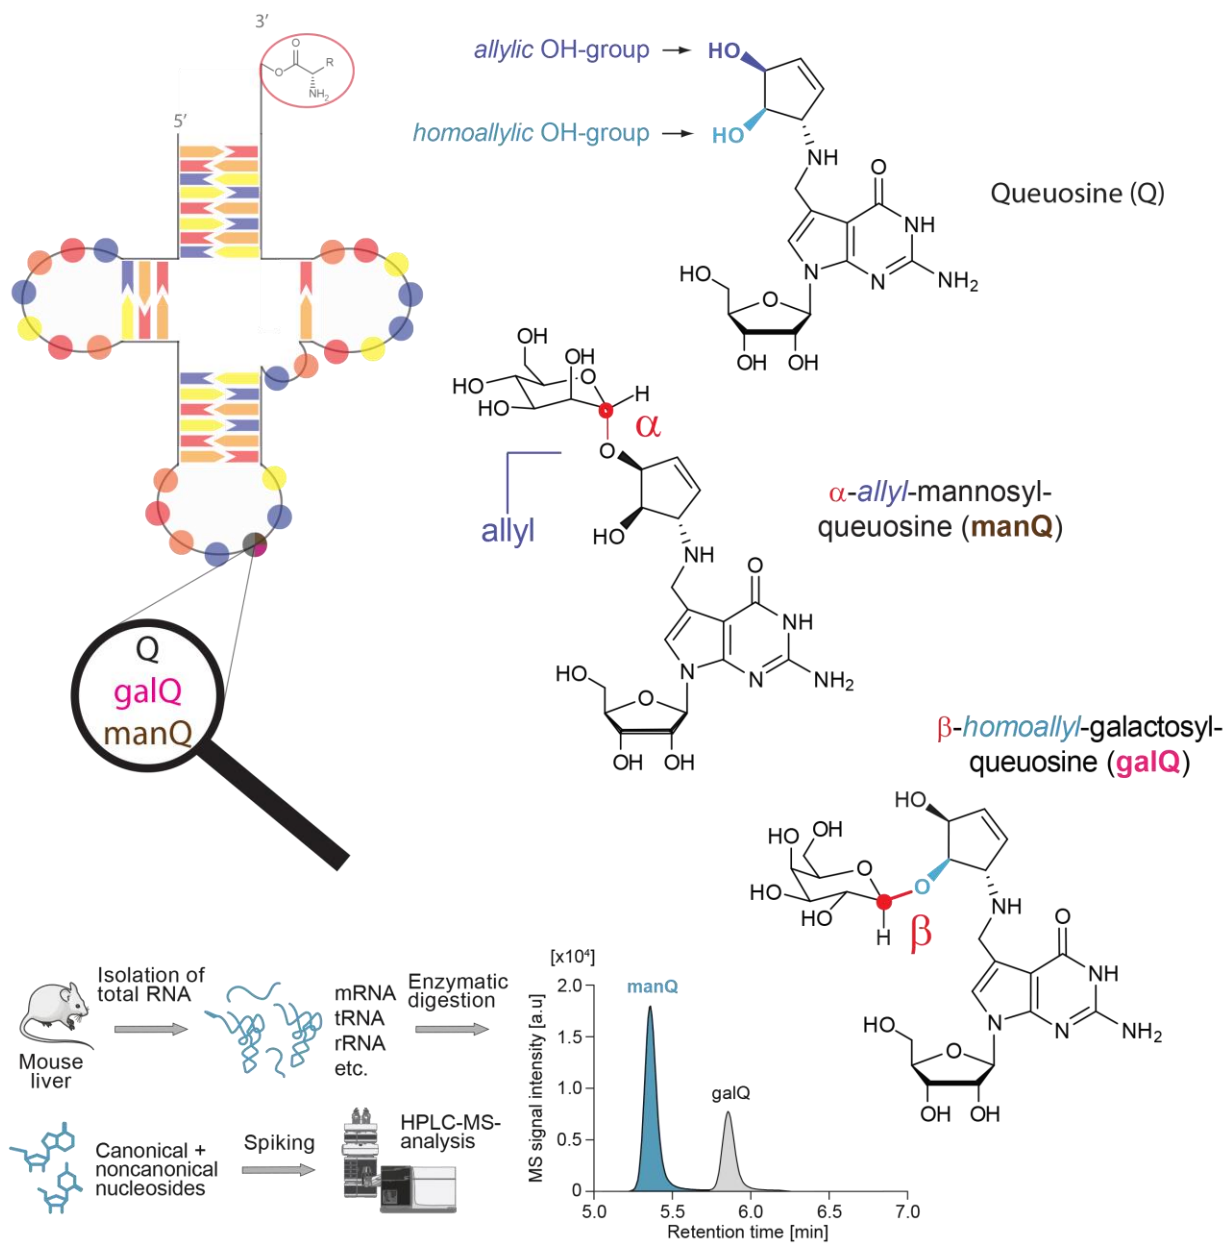 3′
O
O
R
NH2
5′
allylic OH-group
HO
homoallylic OH-group
HO
NH
O
NH
N
N
NH2
HO
O
OH OH
Queuosine (Q)
OH
OH
HO
O
HO
H
α
O
allyl
HO
NH
O
NH
N
N
NH2
HO
O
OH OH
α-allyl-mannosyl-
queuosine (manQ)
Q
galQ
manQ
β-homoallyl-galactosyl-
queuosine (galQ)
HO
HO
OH
O
O
HO
HO
H
β
NH
O
NH
N
N
NH2
HO
O
OH OH
Mouse
liver
Isolation of
total RNA
mRNA
tRNA
rRNA
etc.
Enzymatic
digestion
Canonical +
noncanonical
nucleosides
Spiking
HPLC-MS-
analysis
[x10⁴]
MS signal intensity [a.u]
2.0
1.5
1.0
0.5
0
manQ
galQ
5.0 5.5 6.0 6.5 7.0
Retention time [min]